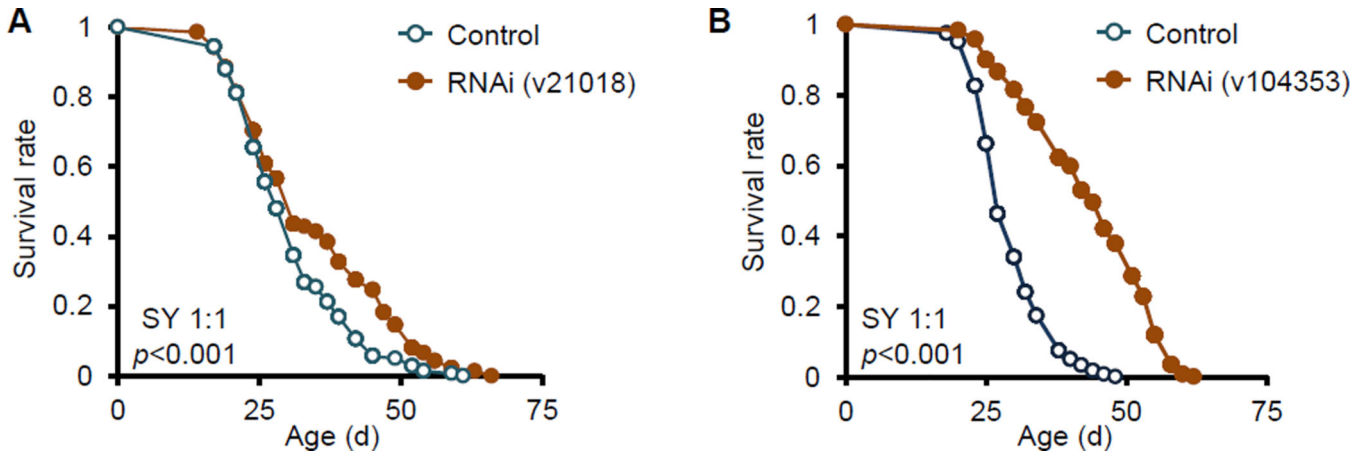 A
Control
RNAi (v21018)
Survival rate
1
0.8
0.6
0.4
0.2
0
SY 1:1
p<0.001
0 25 50 75
Age (d)
B
Control
RNAi (v104353)
Survival rate
1
0.8
0.6
0.4
0.2
0
SY 1:1
p<0.001
0 25 50 75
Age (d)